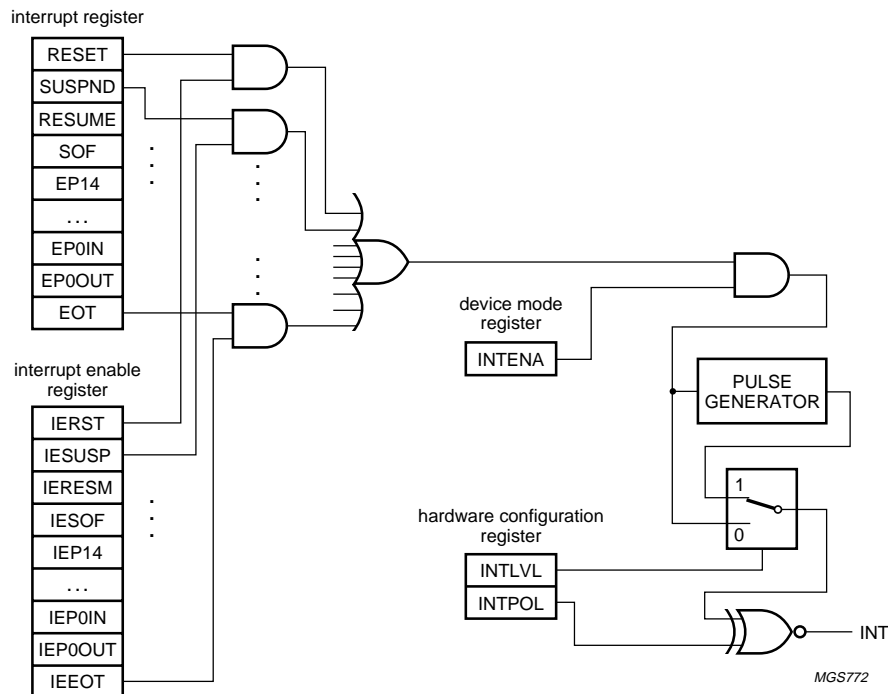 interrupt register
RESET
SUSPND
RESUME
SOF
EP14
...
EP0IN
EP0OUT
EOT
interrupt enable
register
IERST
IESUSP
IERESM
IESOF
IEP14
...
IEP0IN
IEP0OUT
IEEOT
device mode
register
INTENA
PULSE
GENERATOR
1
0
hardware configuration
register
INTLVL
INTPOL
INT
MGS772